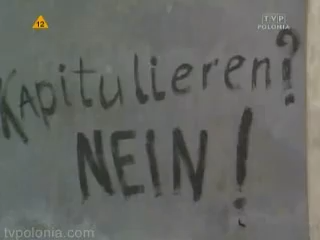 12
TVP
POLONIA
Kapitulieren?
NEIN!
tvpolonia.com